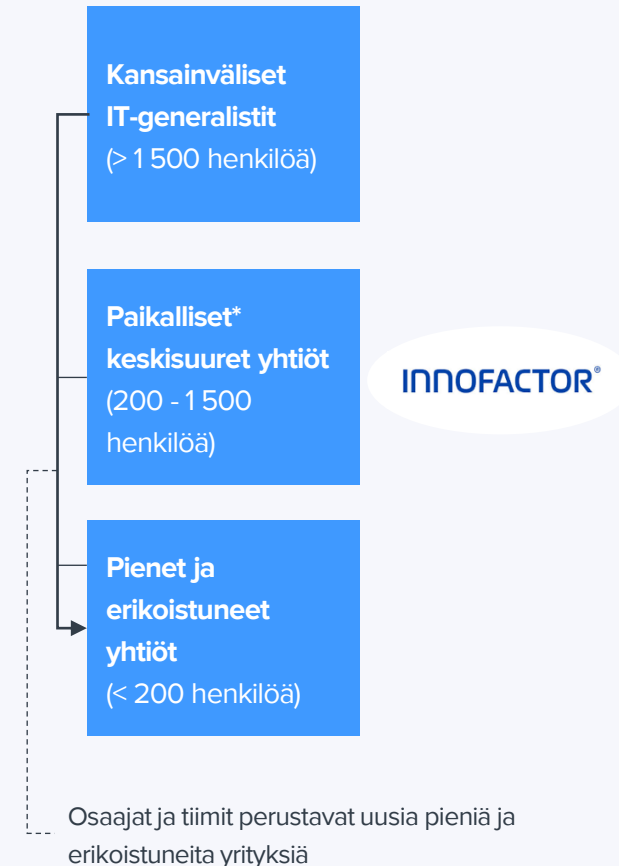 Kansainväliset
IT-generalistit
(> 1 500 henkilöä)
Paikalliset*
keskisuuret yhtiöt
(200 - 1 500
henkilöä)
INNOFACTOR®
Pienet ja
erikoistuneet
yhtiöt
(< 200 henkilöä)
Osaajat ja tiimit perustavat uusia pieniä ja
erikoistuneita yrityksiä